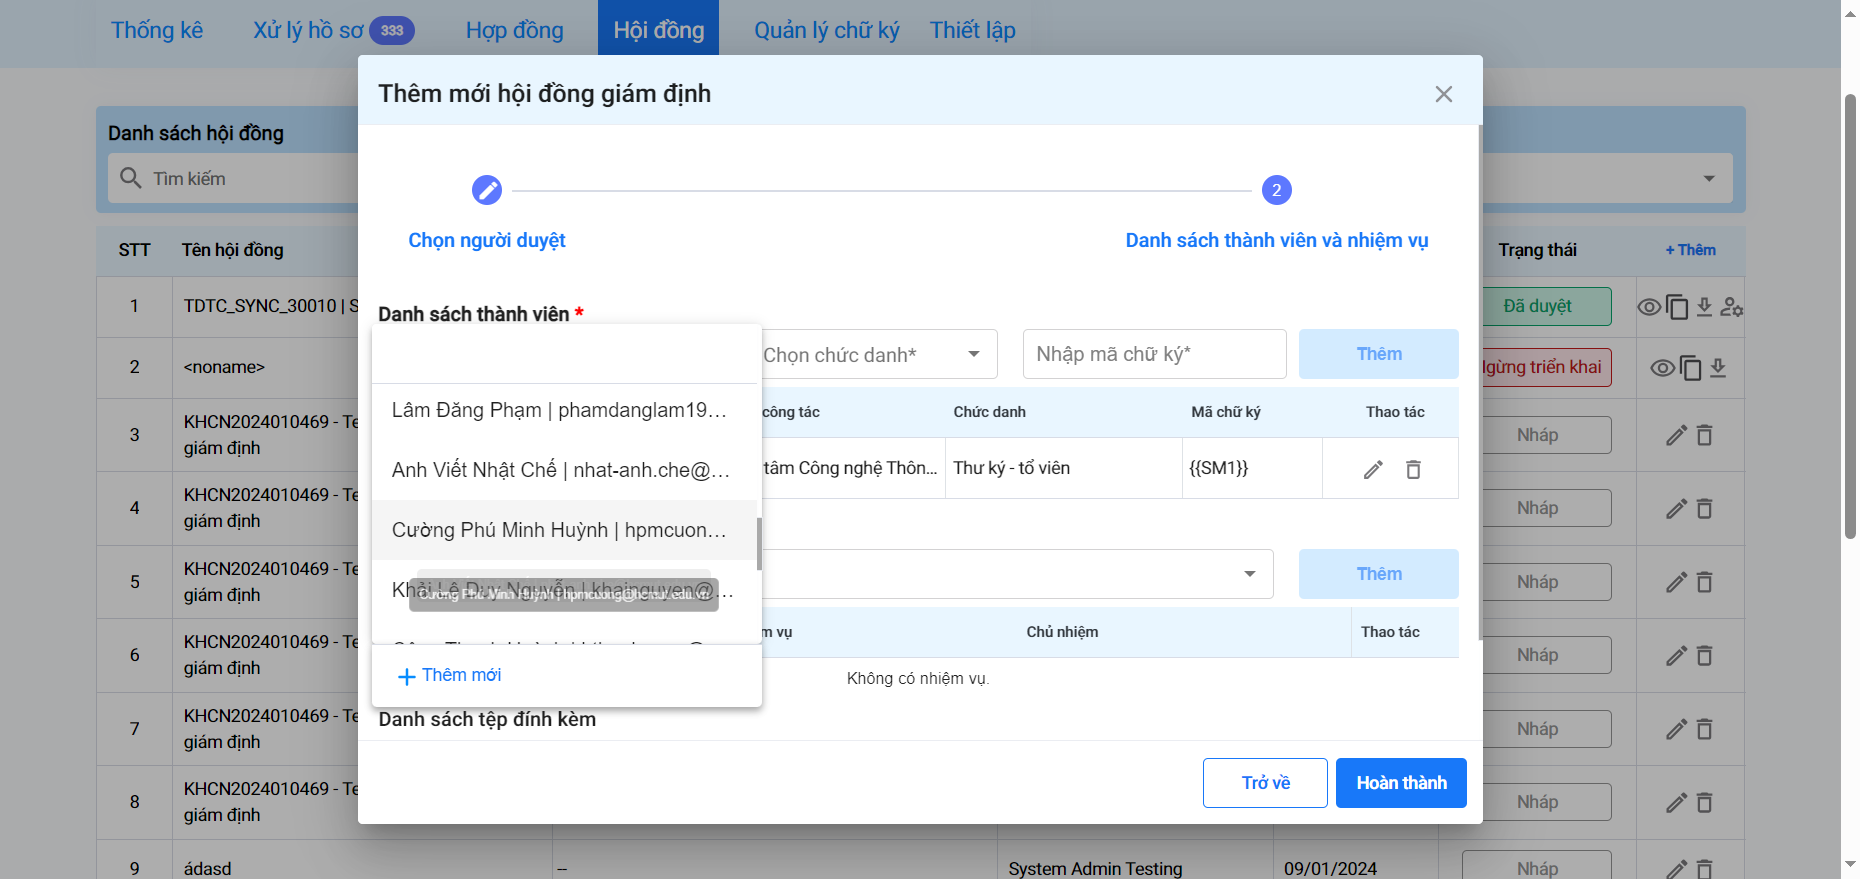 Thống kê
Xử lý hồ sơ 333
Hợp đồng
Hội đồng
Quản lý chữ ký
Thiết lập
Thêm mới hội đồng giám định
Danh sách hội đồng
Tìm kiếm
2
Chọn người duyệt
Danh sách thành viên và nhiệm vụ
STT
Tên hội đồng
Trạng thái
+ Thêm
1
TDTC_SYNC_30010 | S
Đã duyệt
2
<noname>
gừng triển khai
3
KHCN2024010469 - Te
giám định
Nháp
4
KHCN2024010469 - Te
giám định
Nháp
5
KHCN2024010469 - Te
giám định
Nháp
6
KHCN2024010469 - Te
giám định
Nháp
7
KHCN2024010469 - Te
giám định
Nháp
8
KHCN2024010469 - Te
giám định
Nháp
9
ádasd
--
System Admin Testing
09/01/2024
Nháp
Danh sách thành viên *
Chọn chức danh*
Nhập mã chữ ký*
Thêm
công tác
Chức danh
Mã chữ ký
Thao tác
tâm Công nghệ Thôn...
Thư ký - tổ viên
{{SM1}}
Lâm Đăng Phạm | phamdanglam19...
Anh Viết Nhật Chế | nhat-anh.che@...
Cường Phú Minh Huỳnh | hpmcuon...
Khải Lê Duy Nguyễn | khainguyen@...
Cường Phú Minh Huỳnh | hpmcuong@hcmut.edu.vn
Thêm mới
Thêm
vụ
Chủ nhiệm
Thao tác
Không có nhiệm vụ.
Danh sách tệp đính kèm
Trở về
Hoàn thành